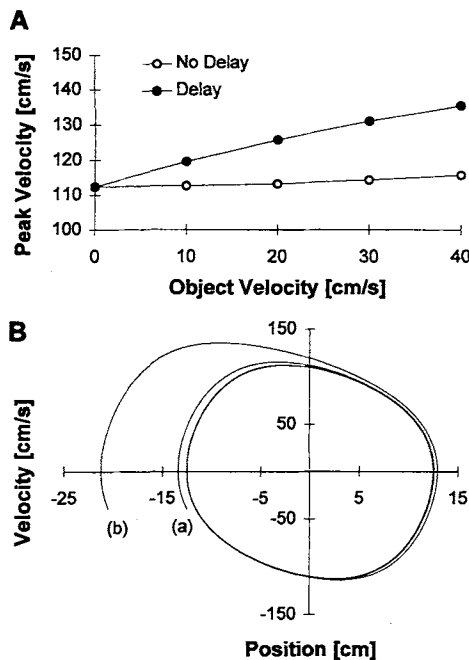 A
Peak Velocity [cm/s]
150
140
130
120
110
100
No Delay
Delay
0
10
20
30
40
Object Velocity [cm/s]
B
Velocity [cm/s]
150
50
-50
-150
-25
-15
-5
5
15
(b)
(a)
Position [cm]